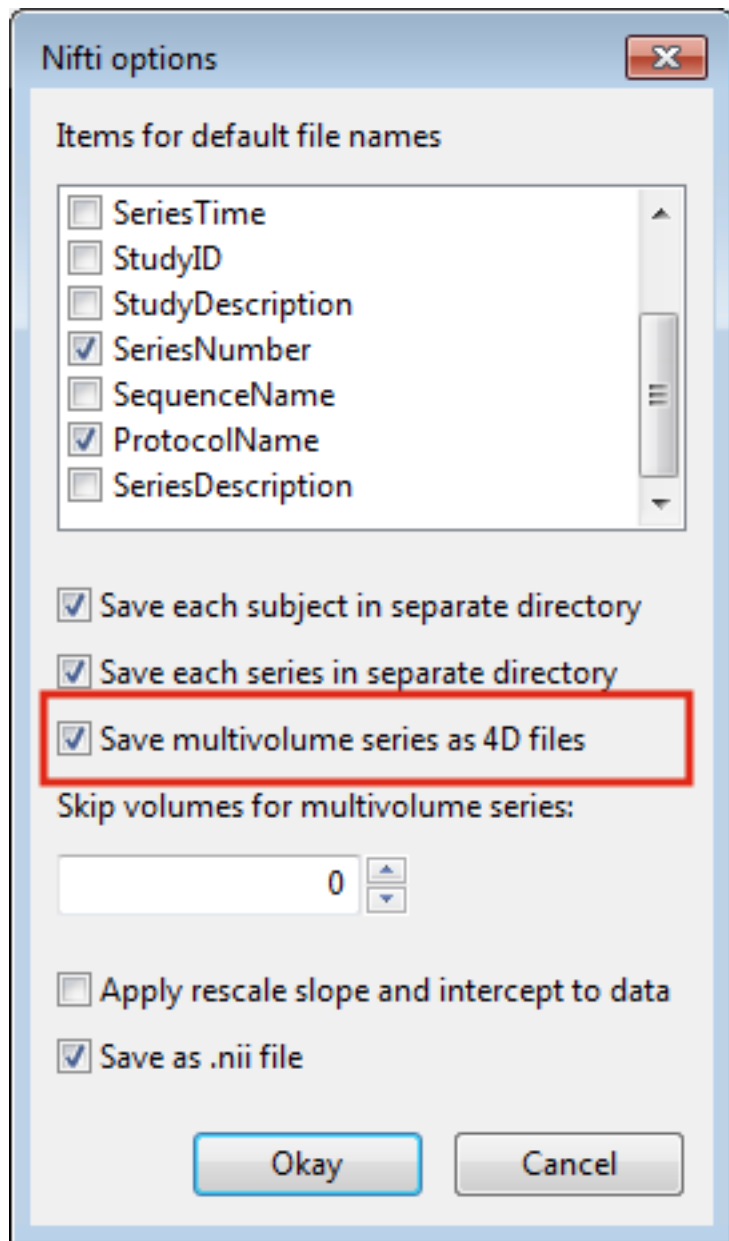 Nifti options
Items for default file names
SeriesTime
StudyID
StudyDescription
SeriesNumber
SequenceName
ProtocolName
SeriesDescription
Save each subject in separate directory
Save each series in separate directory
Save multivolume series as 4D files
Skip volumes for multivolume series:
0
Apply rescale slope and intercept to data
Save as .nii file
Okay Cancel